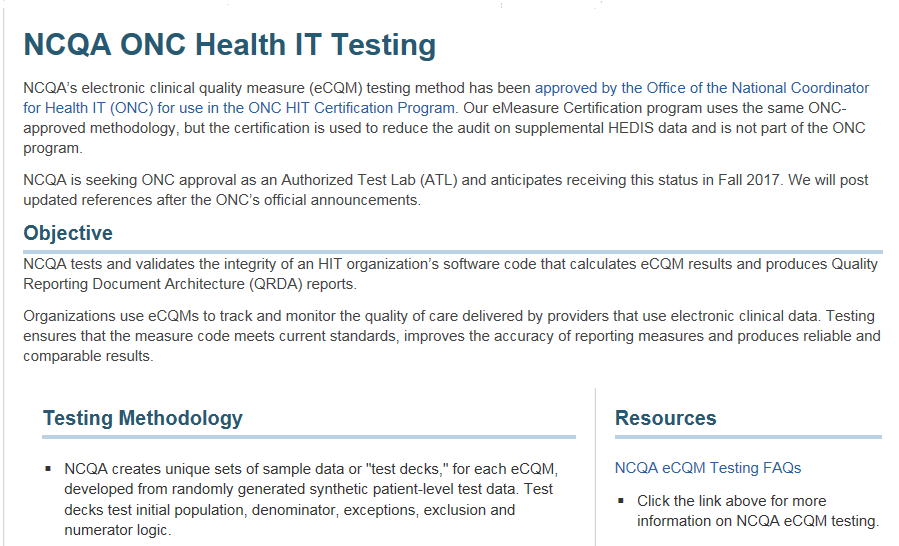 NCQA ONC Health IT Testing
NCQA's electronic clinical quality measure (eCQM) testing method has been approved by the Office of the National Coordinator
for Health IT (ONC) for use in the ONC HIT Certification Program. Our eMeasure Certification program uses the same ONC-
approved methodology, but the certification is used to reduce the audit on supplemental HEDIS data and is not part of the ONC
program.
NCQA is seeking ONC approval as an Authorized Test Lab (ATL) and anticipates receiving this status in Fall 2017. We will post
updated references after the ONC's official announcements.
Objective
NCQA tests and validates the integrity of an HIT organization's software code that calculates eCQM results and produces Quality
Reporting Document Architecture (QRDA) reports.
Organizations use eCQMs to track and monitor the quality of care delivered by providers that use electronic clinical data. Testing
ensures that the measure code meets current standards, improves the accuracy of reporting measures and produces reliable and
comparable results.
Testing Methodology
▪ NCQA creates unique sets of sample data or "test decks," for each eCQM,
developed from randomly generated synthetic patient-level test data. Test
decks test initial population, denominator, exceptions, exclusion and
numerator logic.
Resources
NCQA eCQM Testing FAQs
▪ Click the link above for more
information on NCQA eCQM testing.